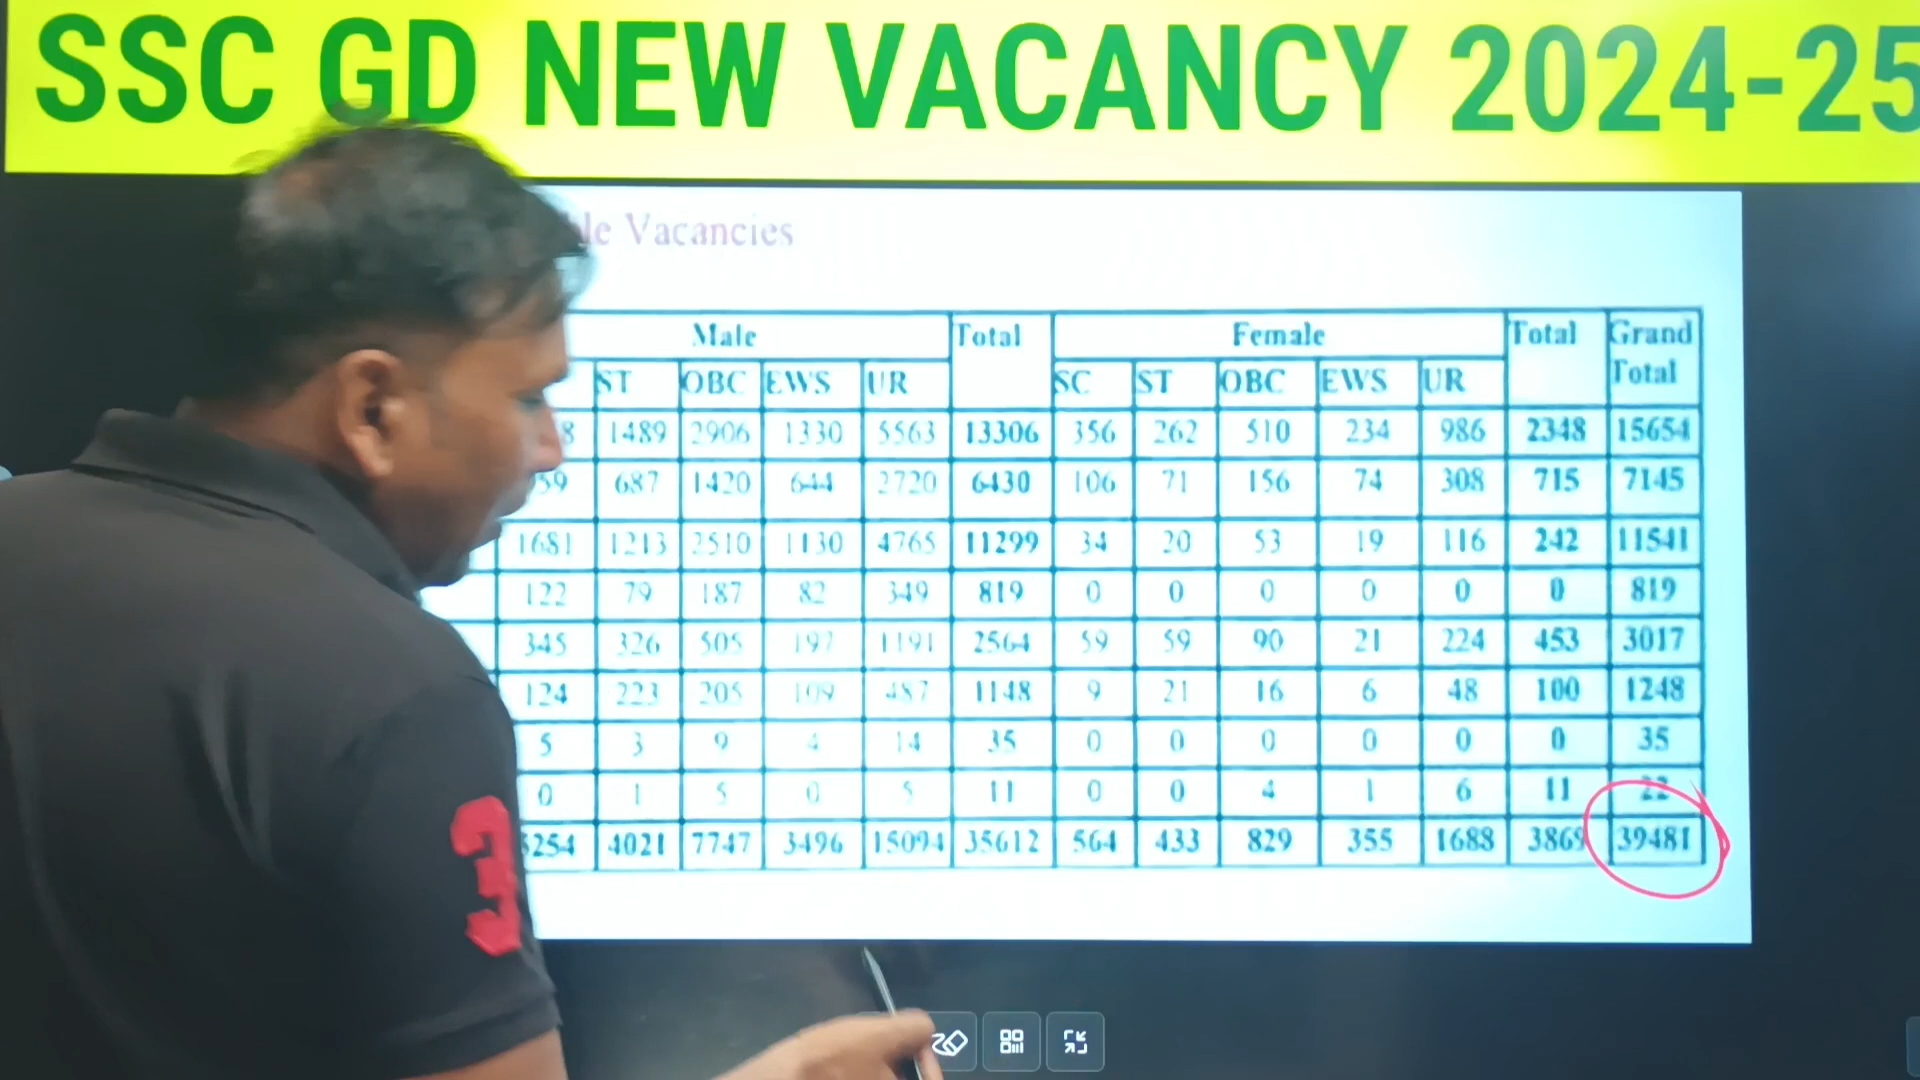 SSC GD NEW VACANCY 2024-25
Vacancies
Male Total Female Total Grand Total
ST OBC EWS UR SC ST OBC EWS UR
1489 2906 1330 5563 13306 356 262 510 234 986 2348 15654
687 1420 644 2720 6430 106 71 156 74 308 715 7145
1681 1213 2510 1130 4765 11299 34 20 53 19 116 242 11541
122 79 187 82 349 819 0 0 0 0 0 0 819
345 326 505 197 1191 2564 59 59 90 21 224 453 3017
124 223 205 109 487 1148 9 21 16 6 48 100 1248
5 3 9 4 14 35 0 0 0 0 0 0 35
0 1 5 0 5 11 0 0 4 1 6 11 22
5254 4021 7747 3496 15094 35612 564 433 829 355 1688 3869 39481
3